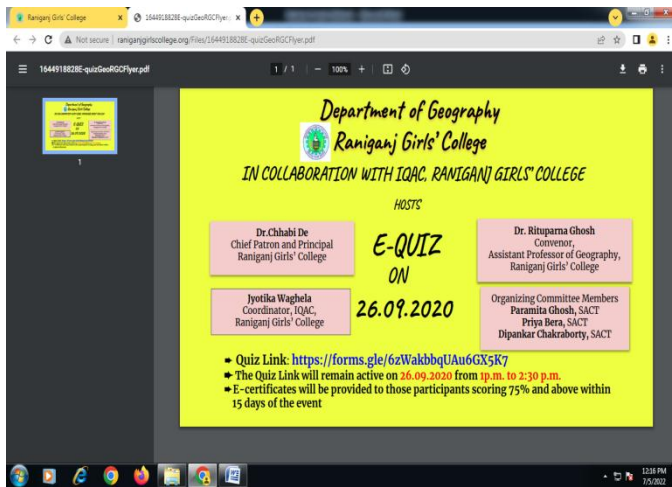 Raniganj Girls' College
1644918828E-quizGeoRGCFlyer.p
Not secure | raniganjgirlscollege.org/Files/1644918828E-quizGeoRGCFlyer.pdf
1644918828E-quizGeoRGCFlyer.pdf
1 / 1
100%
1
Department of Geography
Raniganj Girls' College
IN COLLABORATION WITH IQAC, RANIGANJ GIRLS' COLLEGE
HOSTS
Dr.Chhabi De
Chief Patron and Principal
Raniganj Girls' College
E-QUIZ
ON
26.09.2020
Dr. Rituparna Ghosh
Convenor,
Assistant Professor of Geography,
Raniganj Girls' College
Jyotika Waghela
Coordinator, IQAC,
Raniganj Girls' College
Organizing Committee Members
Paramita Ghosh, SACT
Priya Bera, SACT
Dipankar Chakraborty, SACT
Quiz Link: https://forms.gle/6zWakbbqUAu6GX5K7
The Quiz Link will remain active on 26.09.2020 from 1p.m. to 2:30 p.m.
E-certificates will be provided to those participants scoring 75% and above within
15 days of the event
12:16 PM
7/5/2022